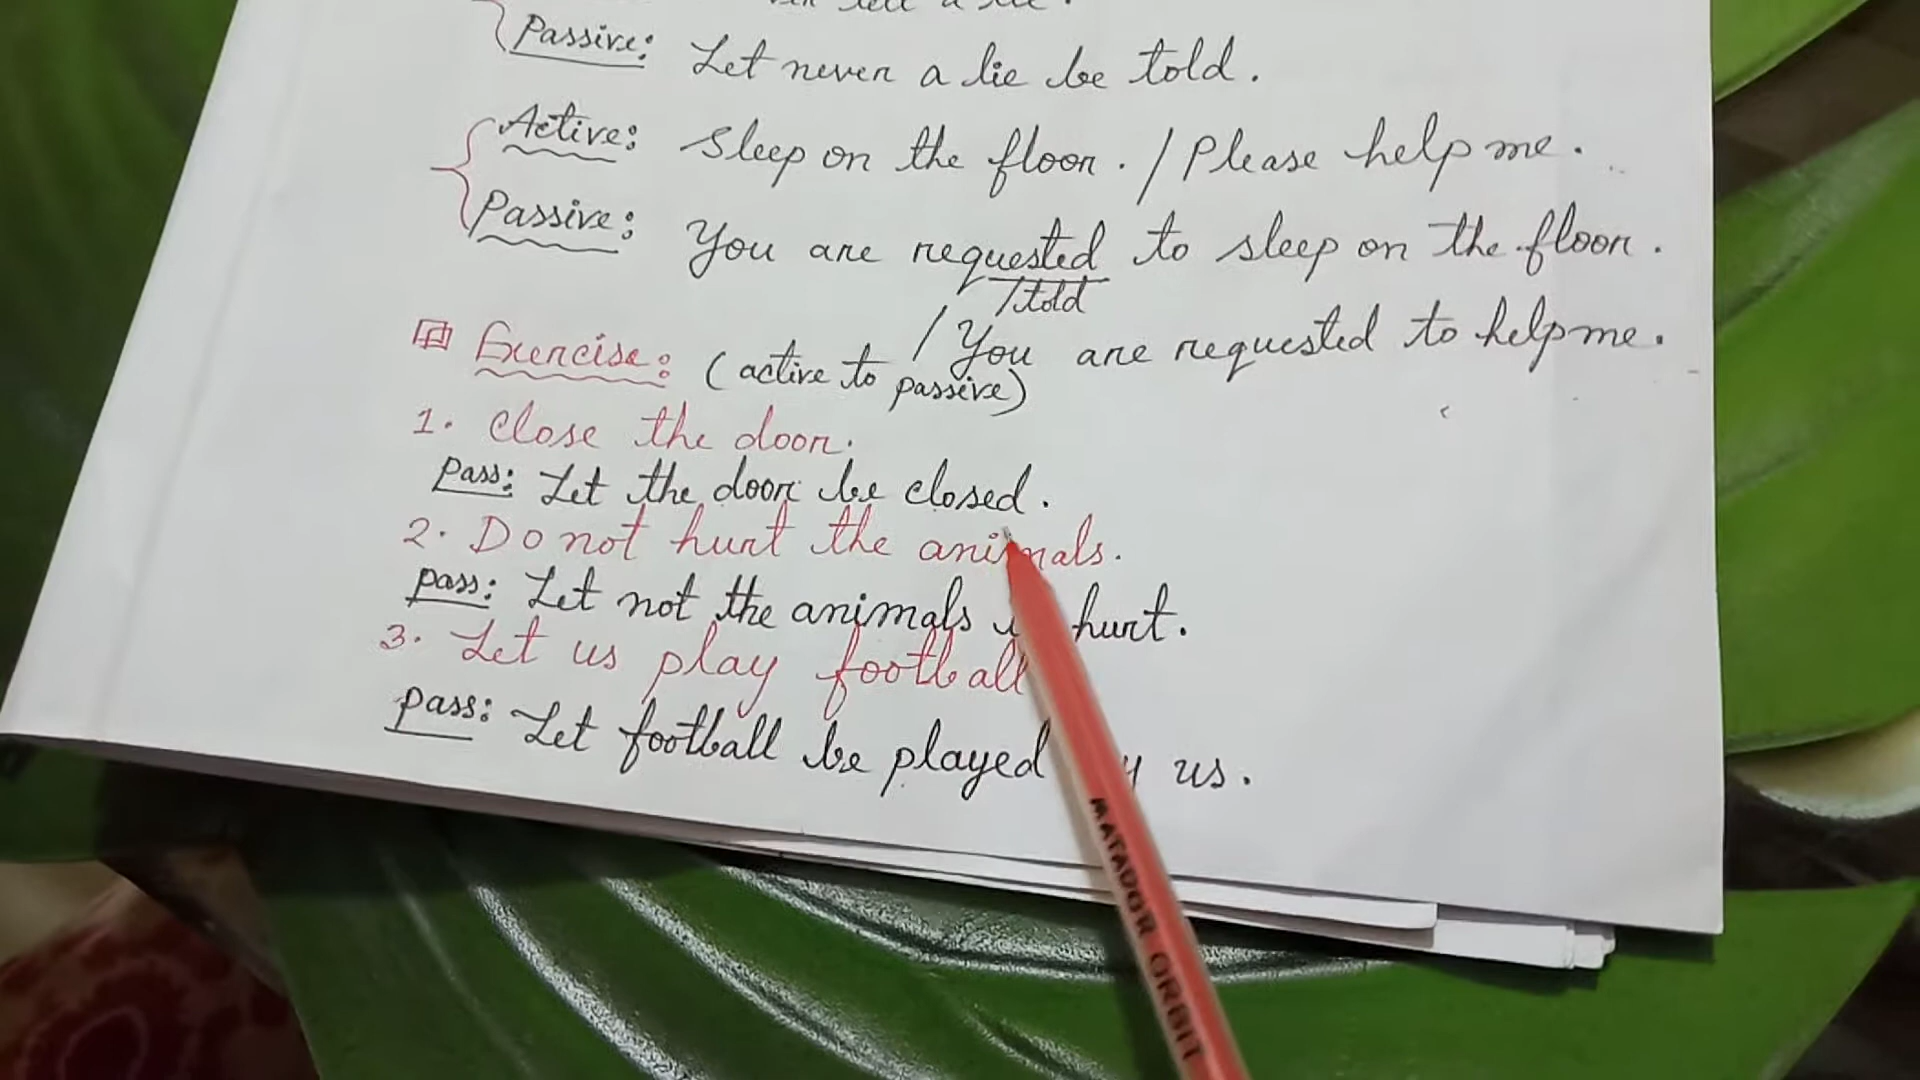 tell a lie.
Passive: Let never a lie be told.
Active: Sleep on the floor. / Please help me.
Passive: You are requested to sleep on the floor.
/told
/ You are requested to help me.
Exercise: (active to passive)
1. Close the door.
Pass: Let the door be closed.
2. Do not hurt the animals.
Pass: Let not the animals hurt.
3. Let us play football
Pass: Let football be played us.
MATADOR ORBIT